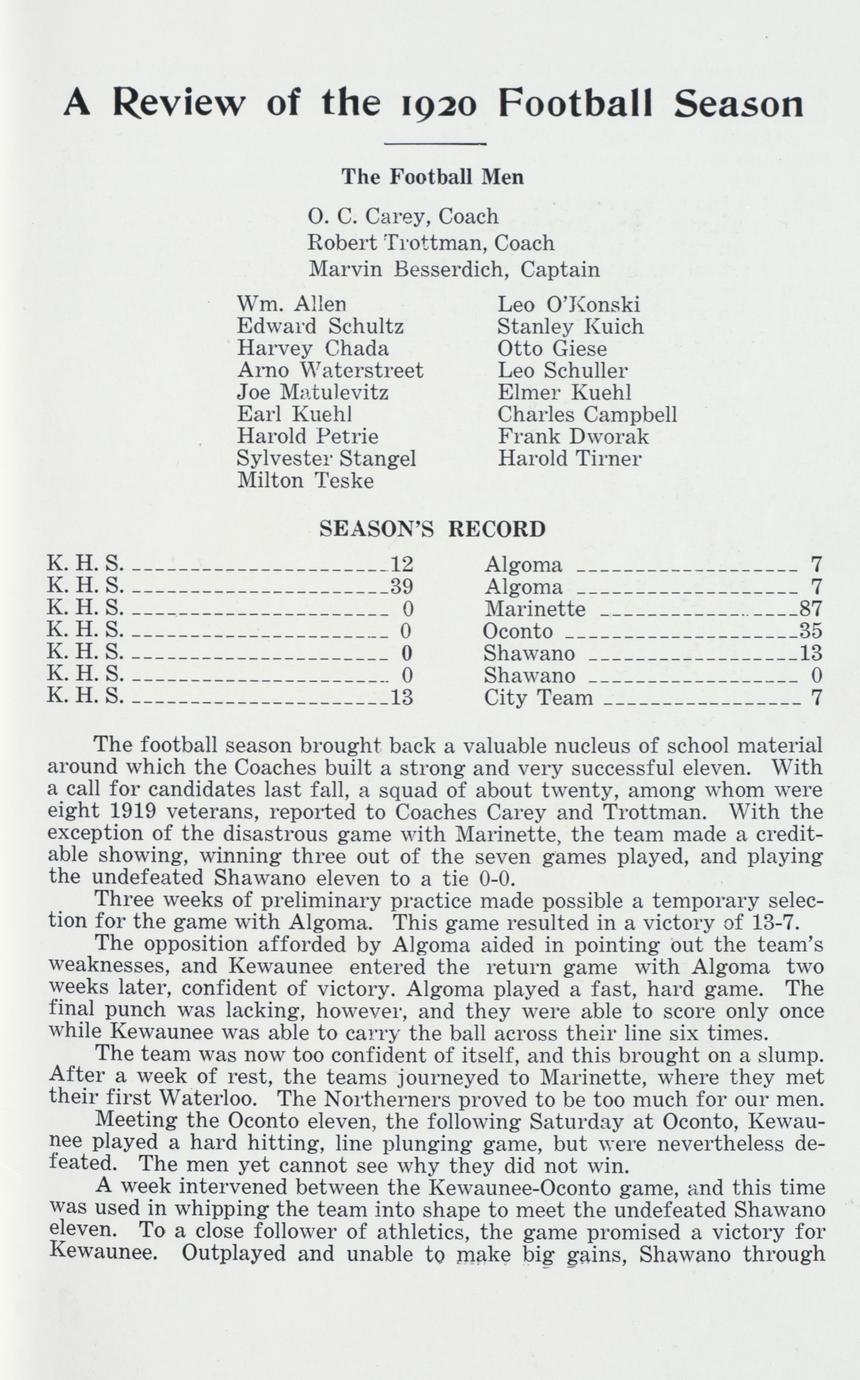 A Review of the 1920 Football Season
The Football Men
O. C. Carey, Coach
Robert Trottman, Coach
Marvin Besserdich, Captain
Wm. Allen
Edward Schultz
Harvey Chada
Arno Waterstreet
Joe Matulevitz
Earl Kuehl
Harold Petrie
Sylvester Stangel
Milton Teske
Leo O'Konski
Stanley Kuich
Otto Giese
Leo Schuller
Elmer Kuehl
Charles Campbell
Frank Dworak
Harold Tirner
SEASON'S RECORD
K. H. S. 12 Algoma 7
K. H. S. 39 Algoma 7
K. H. S. 0 Marinette 87
K. H. S. 0 Oconto 35
K. H. S. 0 Shawano 13
K. H. S. 0 Shawano 0
K. H. S. 13 City Team 7
The football season brought back a valuable nucleus of school material
around which the Coaches built a strong and very successful eleven. With
a call for candidates last fall, a squad of about twenty, among whom were
eight 1919 veterans, reported to Coaches Carey and Trottman. With the
exception of the disastrous game with Marinette, the team made a credit-
able showing, winning three out of the seven games played, and playing
the undefeated Shawano eleven to a tie 0-0.
Three weeks of preliminary practice made possible a temporary selec-
tion for the game with Algoma. This game resulted in a victory of 13-7.
The opposition afforded by Algoma aided in pointing out the team's
weaknesses, and Kewaunee entered the return game with Algoma two
weeks later, confident of victory. Algoma played a fast, hard game. The
final punch was lacking, however, and they were able to score only once
while Kewaunee was able to carry the ball across their line six times.
The team was now too confident of itself, and this brought on a slump.
After a week of rest, the teams journeyed to Marinette, where they met
their first Waterloo. The Northerners proved to be too much for our men.
Meeting the Oconto eleven, the following Saturday at Oconto, Kewau-
nee played a hard hitting, line plunging game, but were nevertheless de-
feated. The men yet cannot see why they did not win.
A week intervened between the Kewaunee-Oconto game, and this time
was used in whipping the team into shape to meet the undefeated Shawano
eleven. To a close follower of athletics, the game promised a victory for
Kewaunee. Outplayed and unable to make big gains, Shawano through